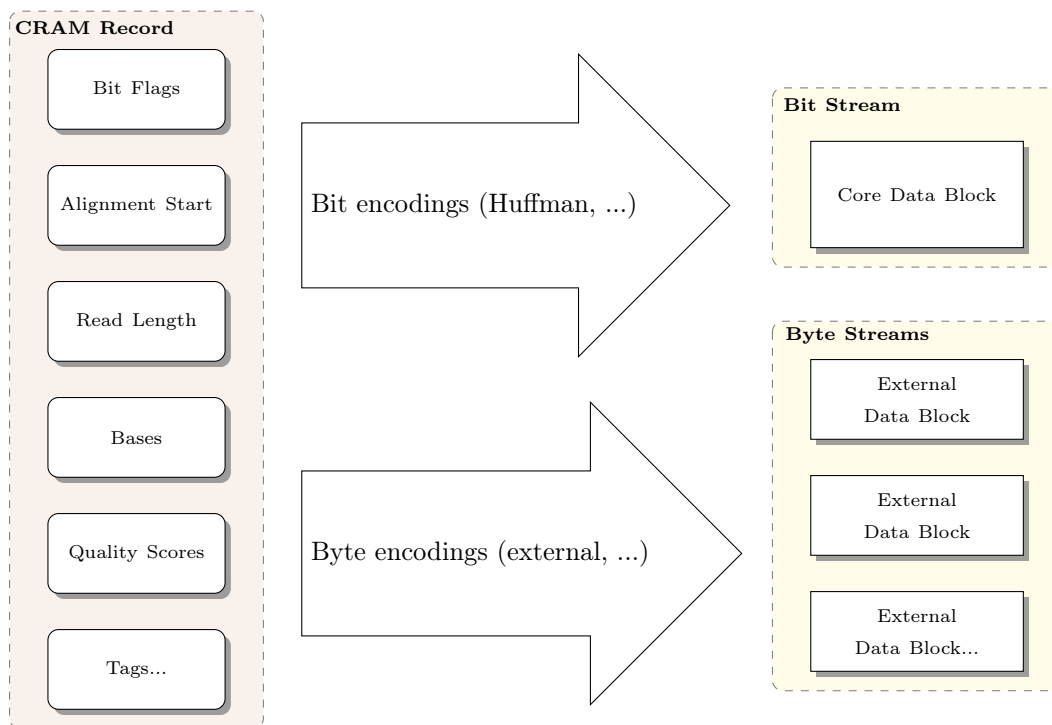 CRAM Record
Bit Flags
Alignment Start
Read Length
Bases
Quality Scores
Tags...
Bit encodings (Huffman, ...)
Byte encodings (external, ...)
Bit Stream
Core Data Block
Byte Streams
External
Data Block
External
Data Block
External
Data Block...